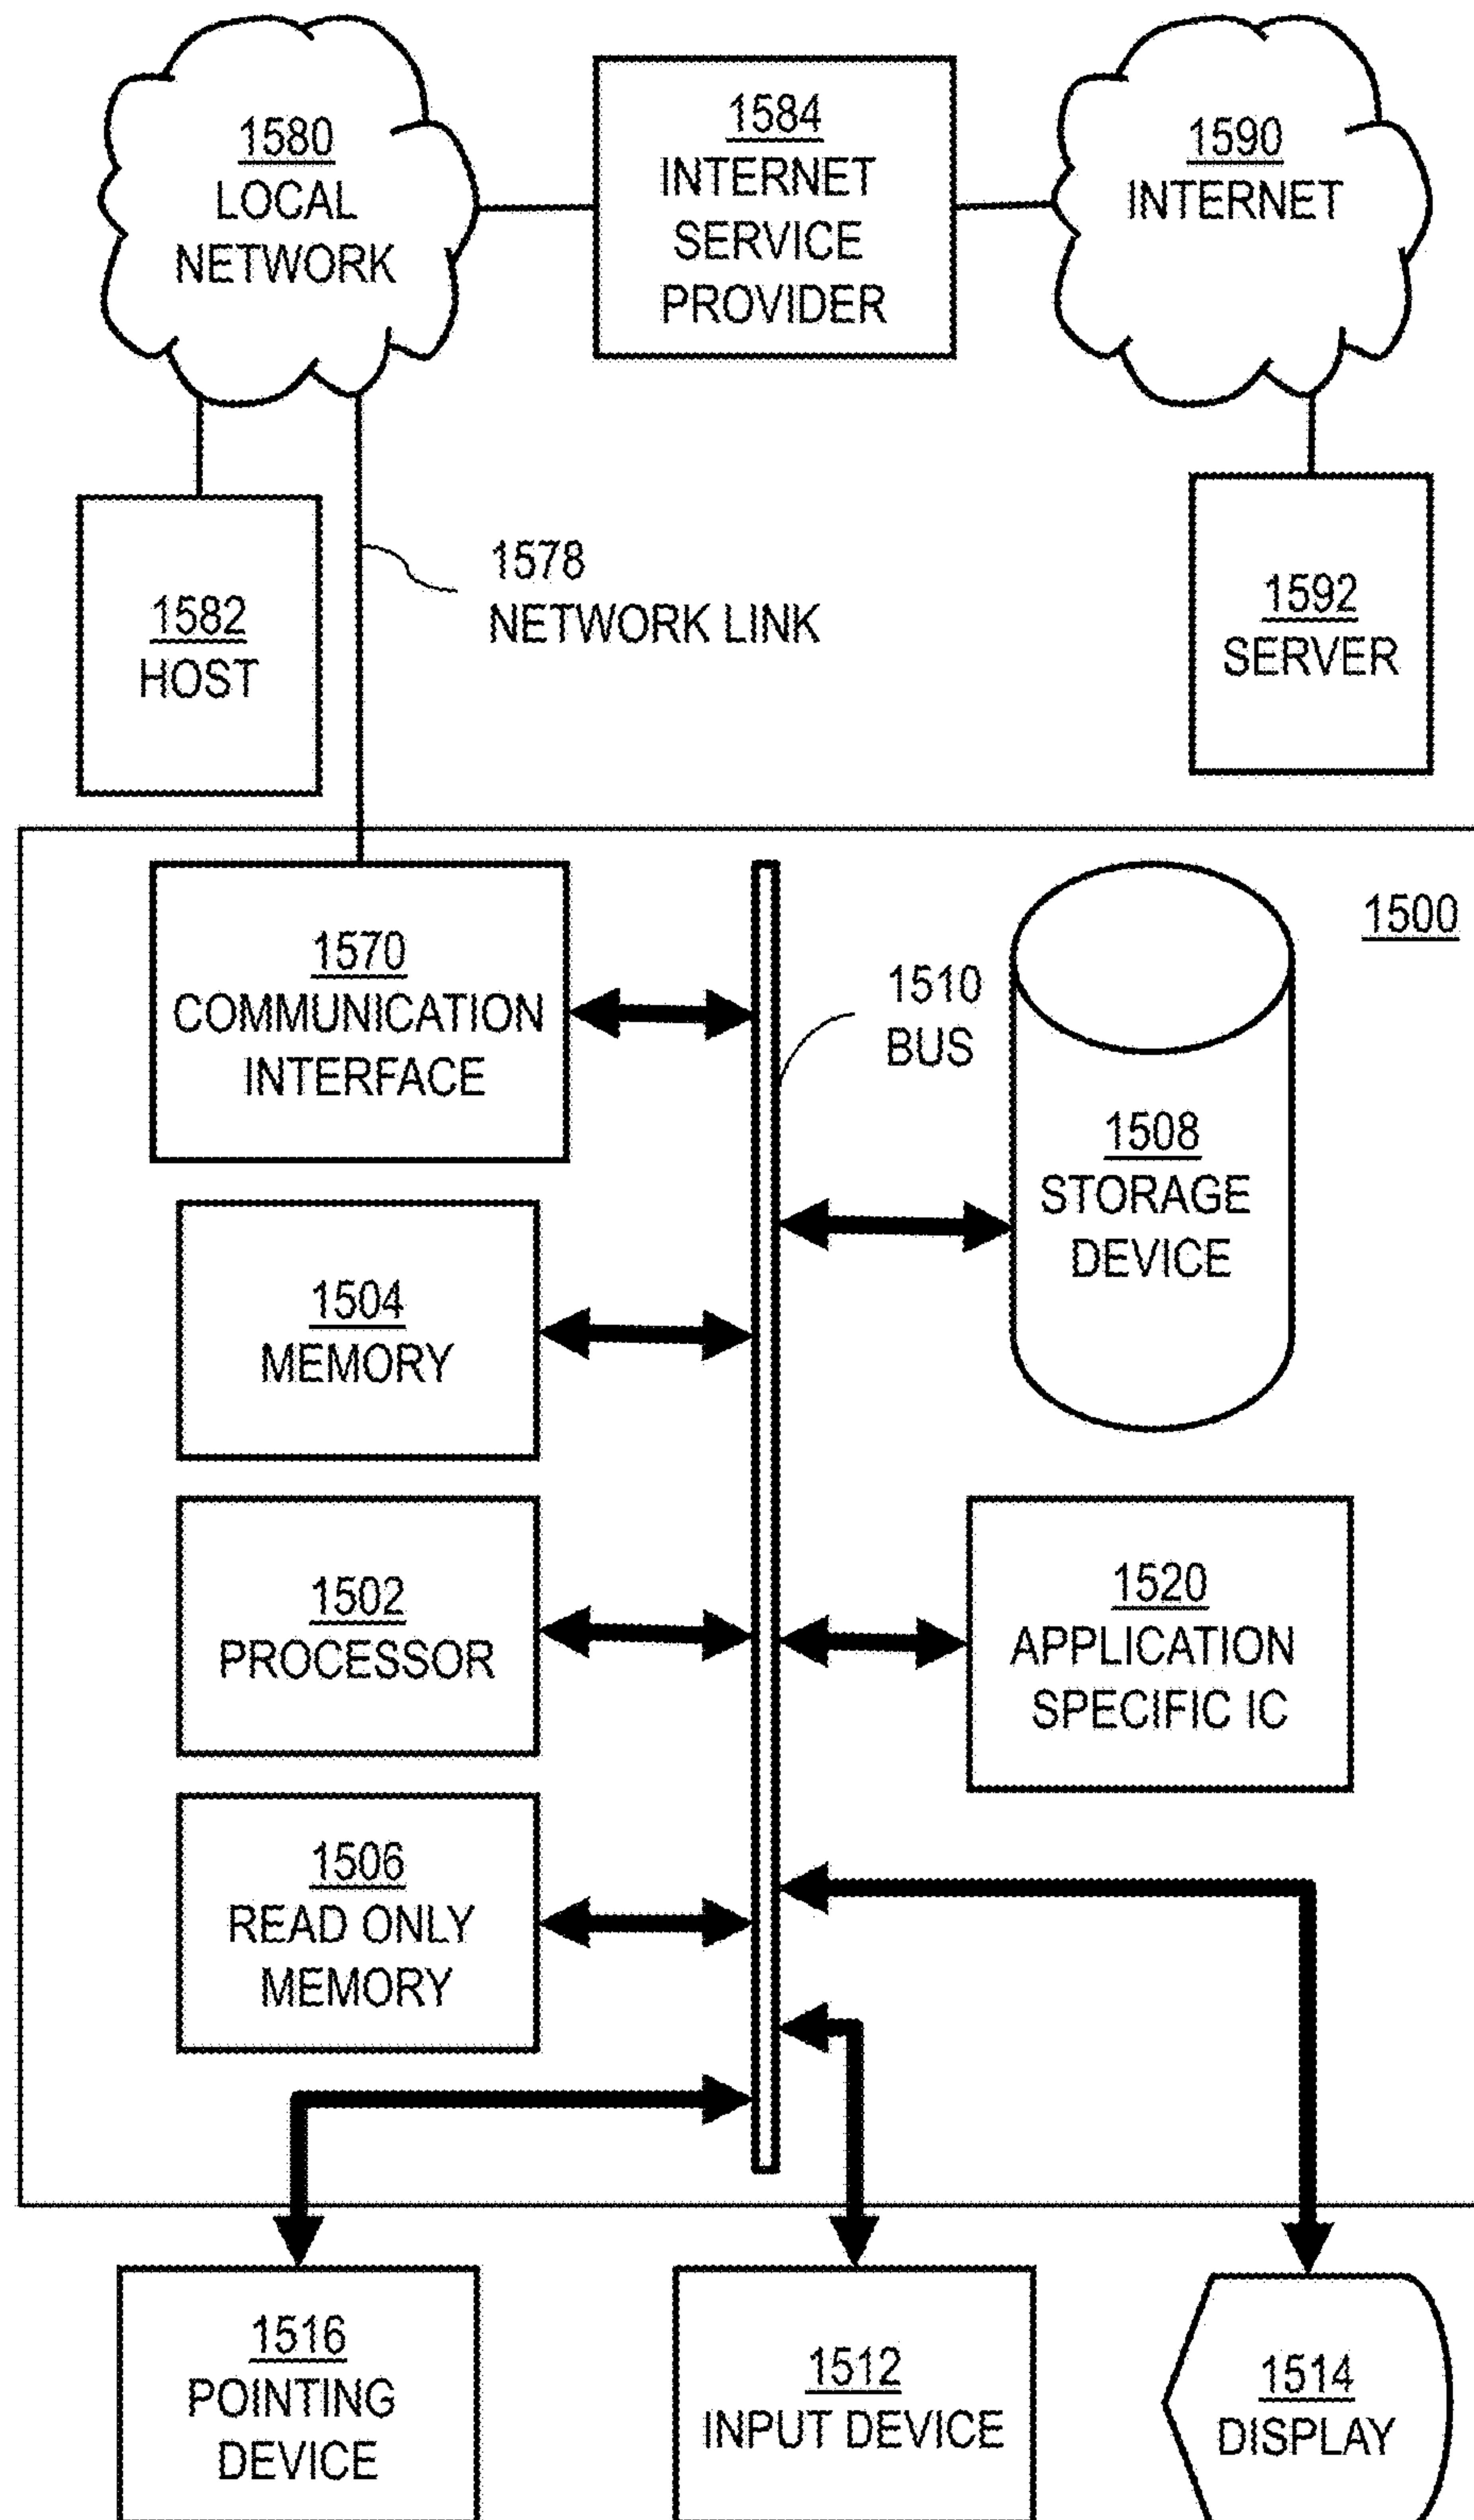 1580
LOCAL
NETWORK
1584
INTERNET
SERVICE
PROVIDER
1590
INTERNET
1582
HOST
1578
NETWORK LINK
1592
SERVER
1500
1570
COMMUNICATION
INTERFACE
1510
BUS
1508
STORAGE
DEVICE
1504
MEMORY
1502
PROCESSOR
1520
APPLICATION
SPECIFIC IC
1506
READ ONLY
MEMORY
1516
POINTING
DEVICE
1512
INPUT DEVICE
1514
DISPLAY